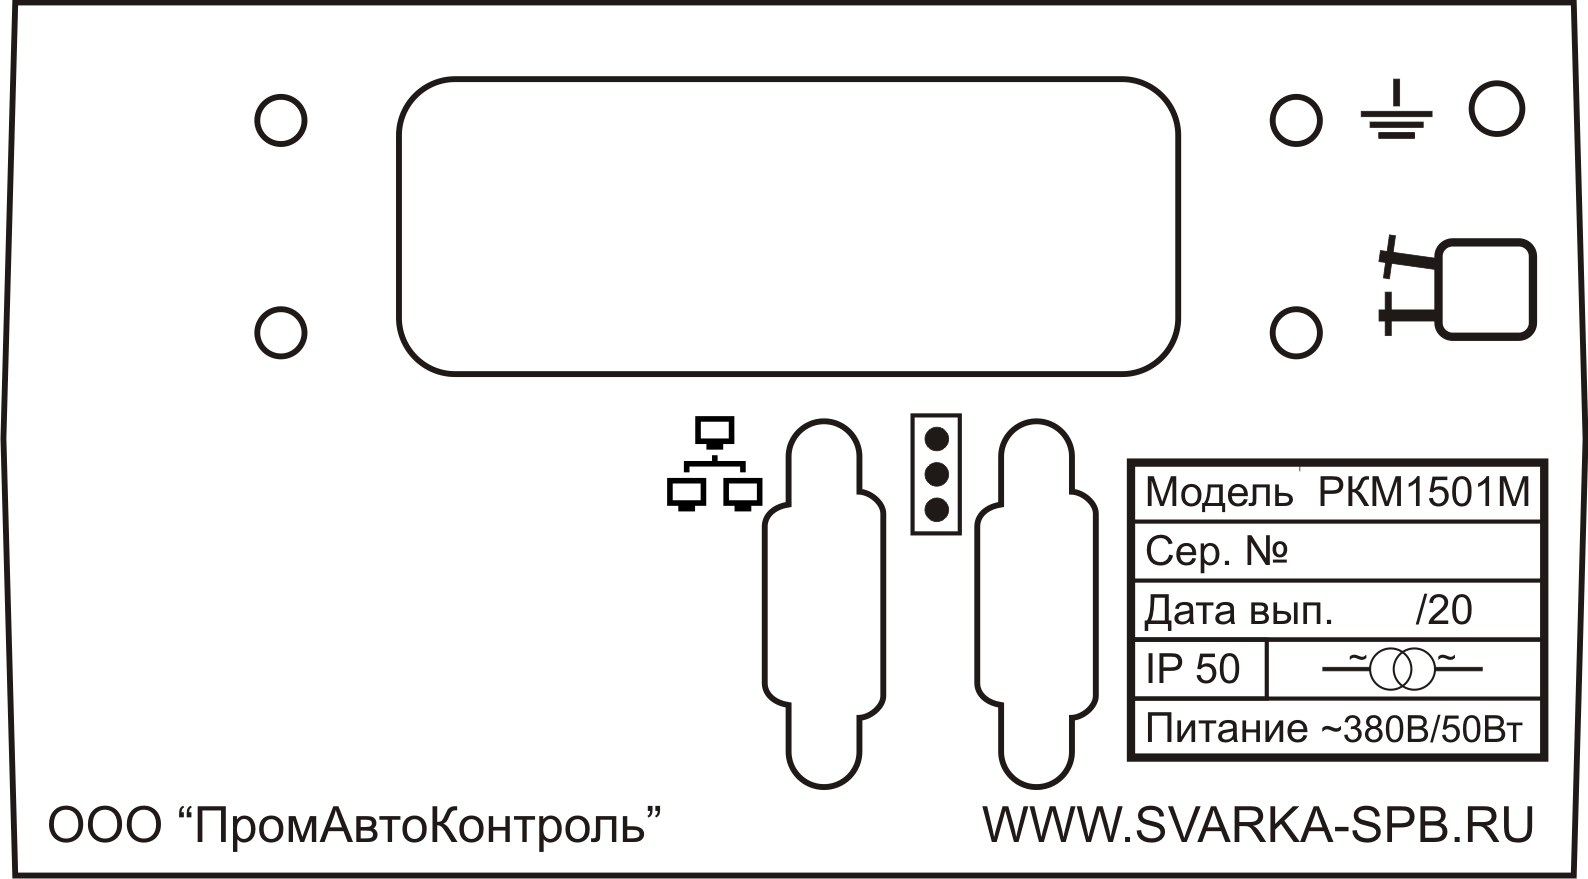 Модель РКМ1501М
Сер. №
Дата вып. /20
IP 50 ~ ~
Питание ~380В/50Вт
ООО “ПромАвтоКонтроль” WWW.SVARKA-SPB.RU